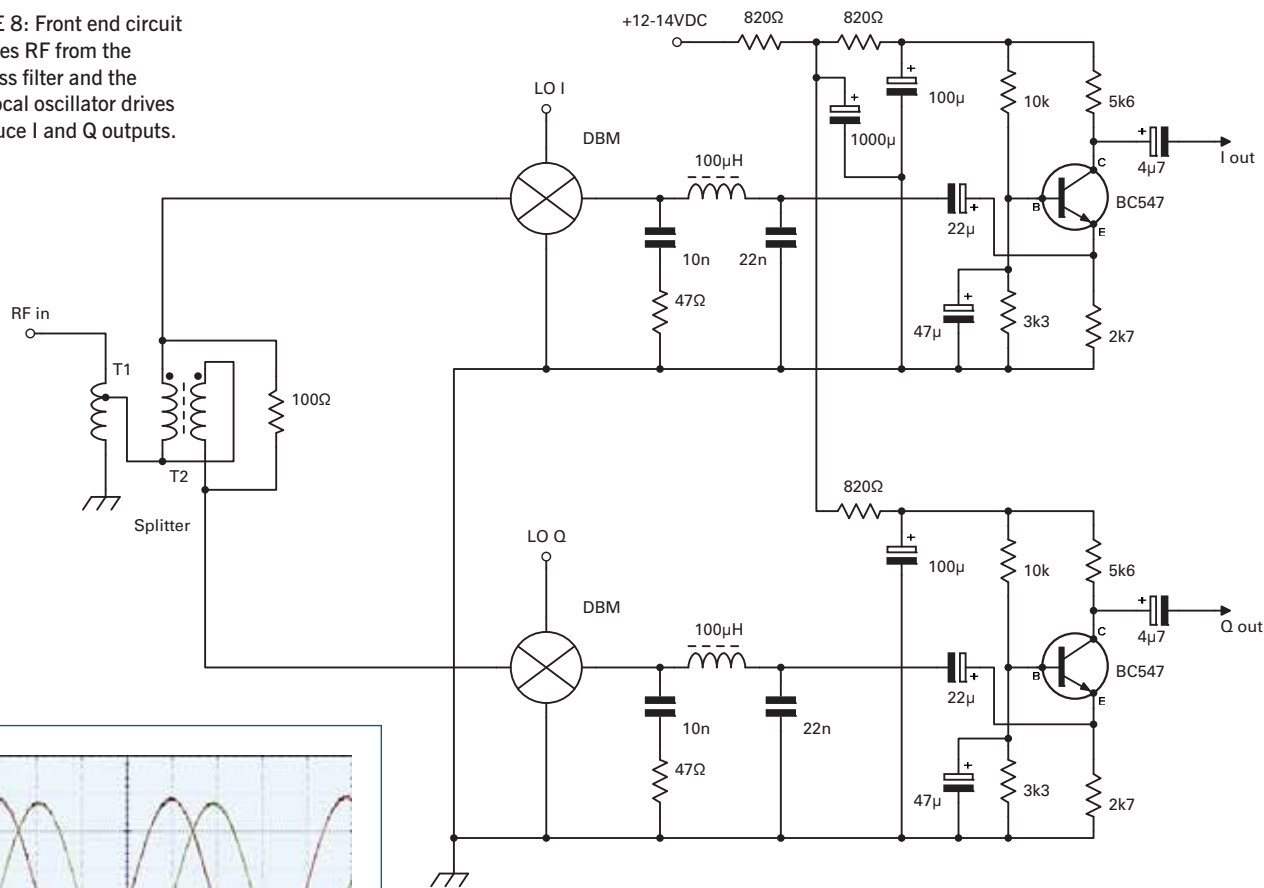 E 8: Front end circuit
es RF from the
ss filter and the
ocal oscillator drives
uce I and Q outputs.
+12-14VDC
820Ω
820Ω
100µ
1000µ
10k
5k6
LO I
DBM
100µH
10n
22n
47Ω
22µ
47µ
3k3
2k7
B
C
E
BC547
4µ7
I out
RF in
T1
T2
100Ω
Splitter
820Ω
100µ
10k
5k6
LO Q
DBM
100µH
10n
22n
47Ω
22µ
47µ
3k3
2k7
B
C
E
BC547
4µ7
Q out
+
+
+
+
+
+
+
+
+